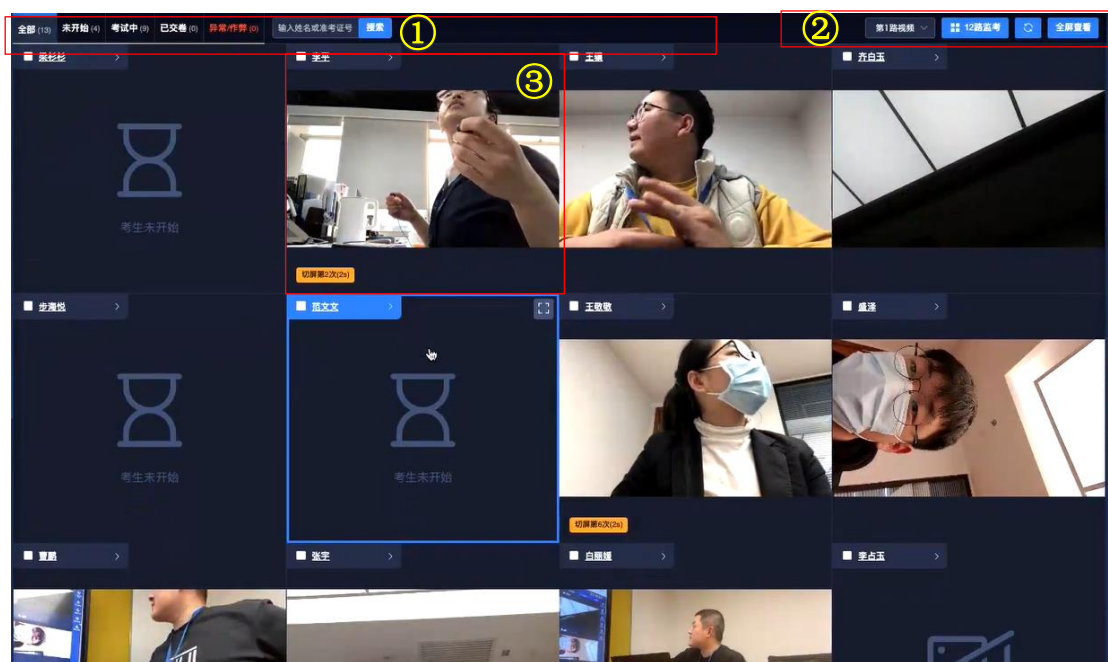 全部 (13) 未开始 (4) 考试中 (9) 已交卷 (0) 异常/作弊 (0) 输入姓名或准考证号 搜索 ① ② 第1路视频 12路监考 全屏查看
梁杉杉 李平 王骧 齐白玉
③
考生未开始
切屏第2次(2s)
步海悦 范文文 王敬敬 盛泽
考生未开始 考生未开始
切屏第6次(2s)
曹鹏 张宇 白丽媛 李占玉